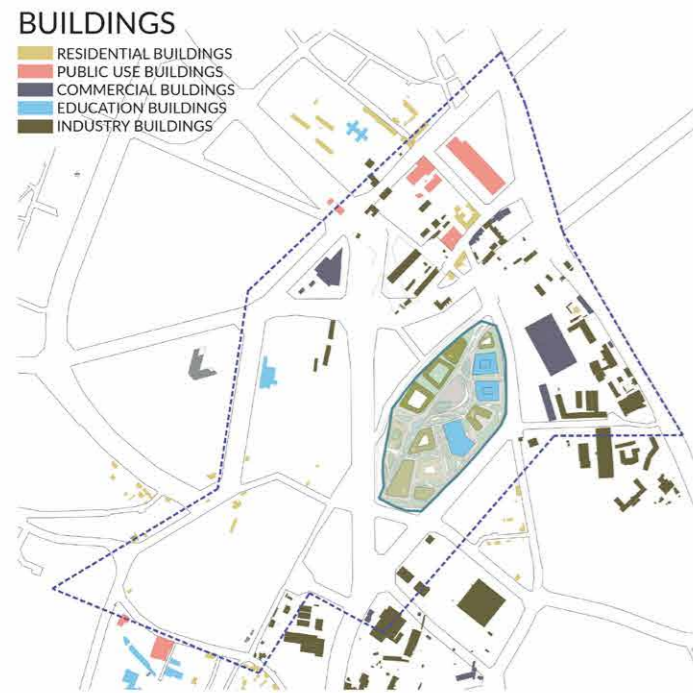 BUILDINGS
RESIDENTIAL BUILDINGS
PUBLIC USE BUILDINGS
COMMERCIAL BUILDINGS
EDUCATION BUILDINGS
INDUSTRY BUILDINGS